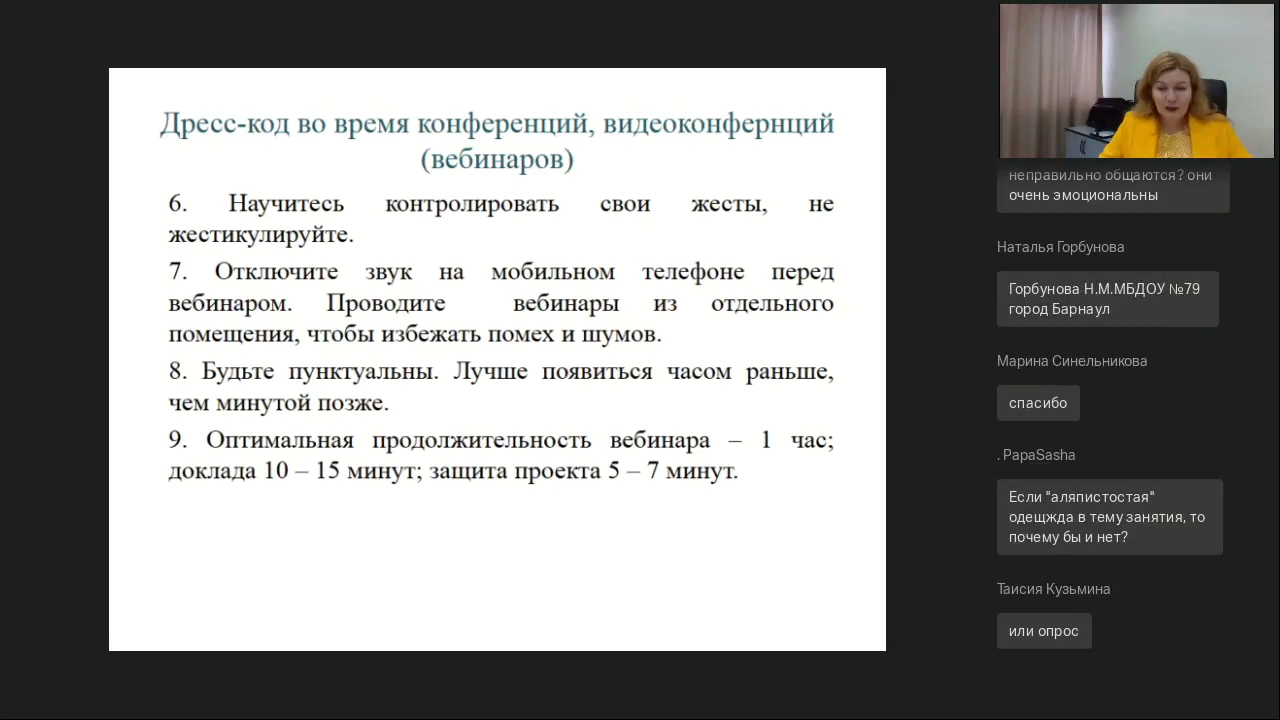 Дресс-код во время конференций, видеоконфернций
(вебинаров)
6. Научитесь контролировать свои жесты, не
жестикулируйте.
7. Отключите звук на мобильном телефоне перед
вебинаром. Проводите вебинары из отдельного
помещения, чтобы избежать помех и шумов.
8. Будьте пунктуальны. Лучше появиться часом раньше,
чем минутой позже.
9. Оптимальная продолжительность вебинара – 1 час;
доклада 10 – 15 минут; защита проекта 5 – 7 минут.
неправильно общаются? они
очень эмоциональны
Наталья Горбунова
Горбунова Н.М.МБДОУ №79
город Барнаул
Марина Синельникова
спасибо
. PapaSasha
Если "аляпистостая"
одещжда в тему занятия, то
почему бы и нет?
Таисия Кузьмина
или опрос